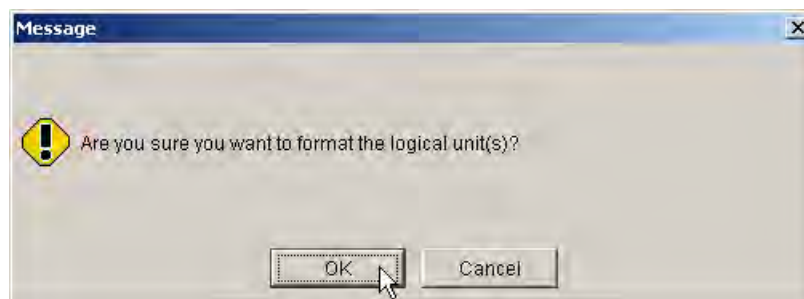 Message
Are you sure you want to format the logical unit(s)?
OK
Cancel